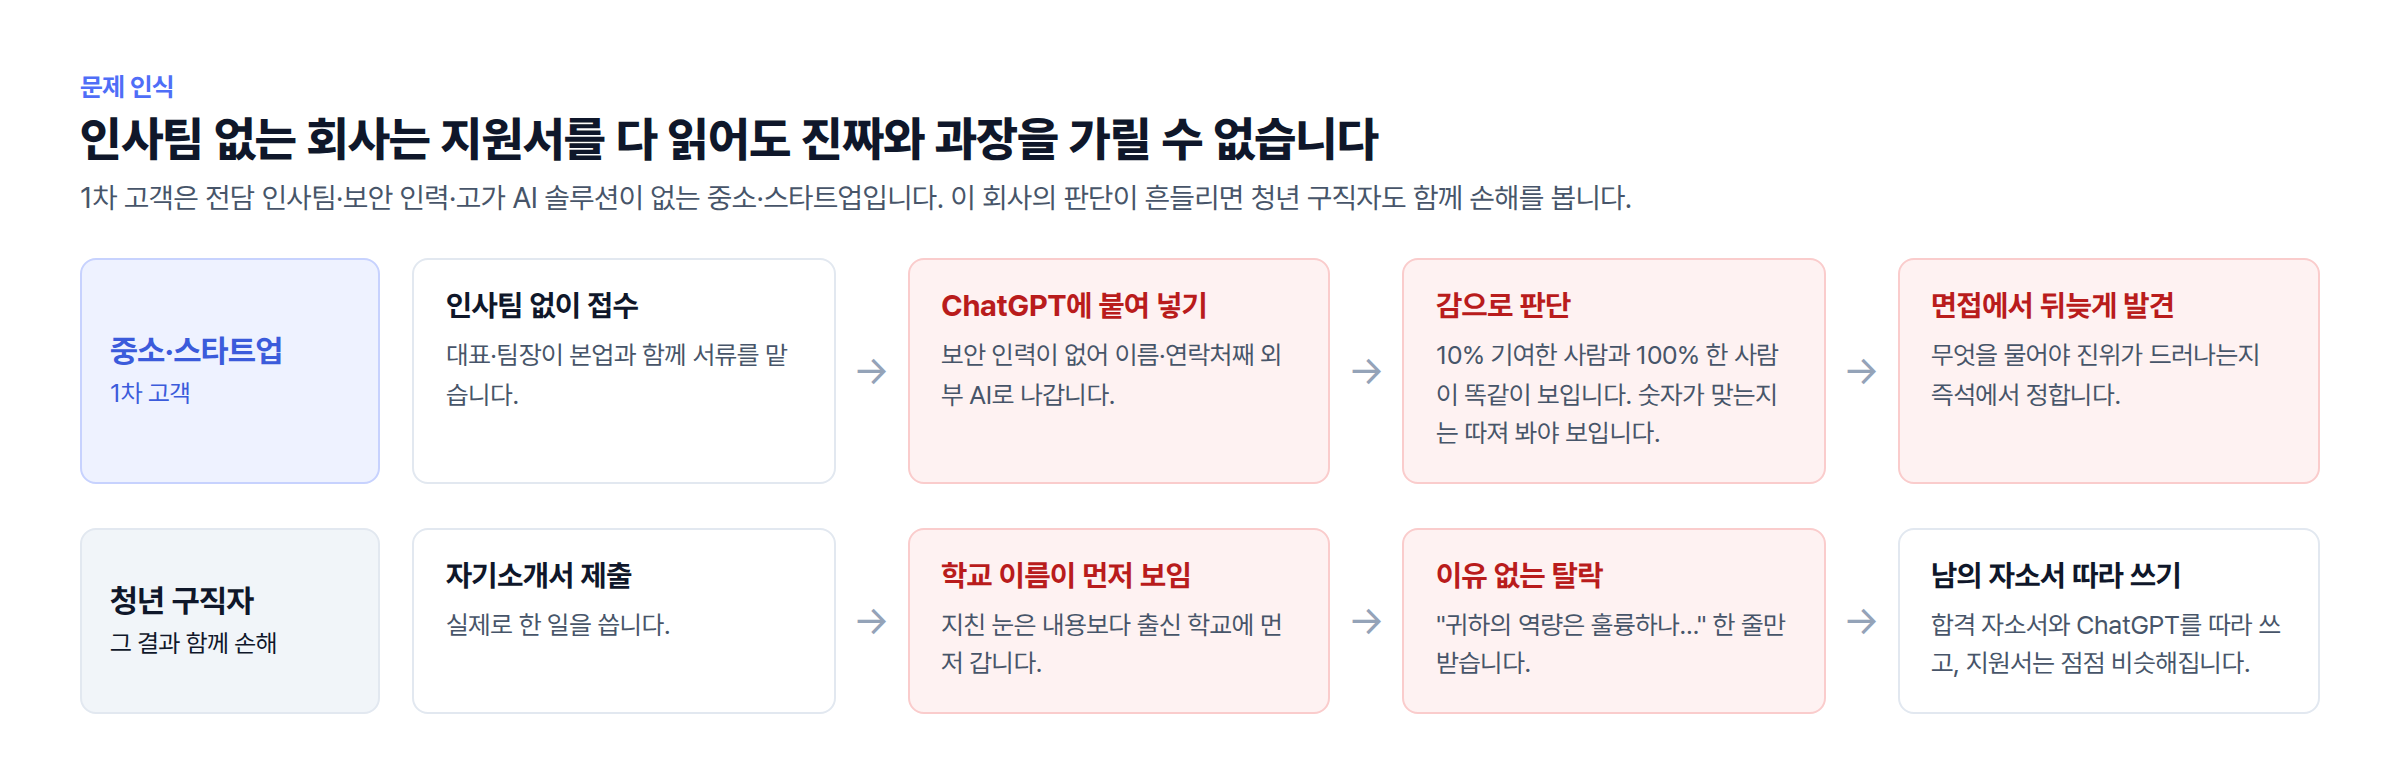 문제 인식
인사팀 없는 회사는 지원서를 다 읽어도 진짜와 과장을 가릴 수 없습니다
1차 고객은 전담 인사팀·보안 인력·고가 AI 솔루션이 없는 중소·스타트업입니다. 이 회사의 판단이 흔들리면 청년 구직자도 함께 손해를 봅니다.
중소·스타트업
1차 고객
인사팀 없이 접수
대표·팀장이 본업과 함께 서류를 맡
습니다.
→
ChatGPT에 붙여 넣기
보안 인력이 없어 이름·연락처째 외
부 AI로 나갑니다.
→
감으로 판단
10% 기여한 사람과 100% 한 사람
이 똑같이 보입니다. 숫자가 맞는지
는 따져 봐야 보입니다.
→
면접에서 뒤늦게 발견
무엇을 물어야 진위가 드러나는지
즉석에서 정합니다.
청년 구직자
그 결과 함께 손해
자기소개서 제출
실제로 한 일을 씁니다.
→
학교 이름이 먼저 보임
지친 눈은 내용보다 출신 학교에 먼
저 갑니다.
→
이유 없는 탈락
"귀하의 역량은 훌륭하나…" 한 줄만
받습니다.
→
남의 자소서 따라 쓰기
합격 자소서와 ChatGPT를 따라 쓰
고, 지원서는 점점 비슷해집니다.